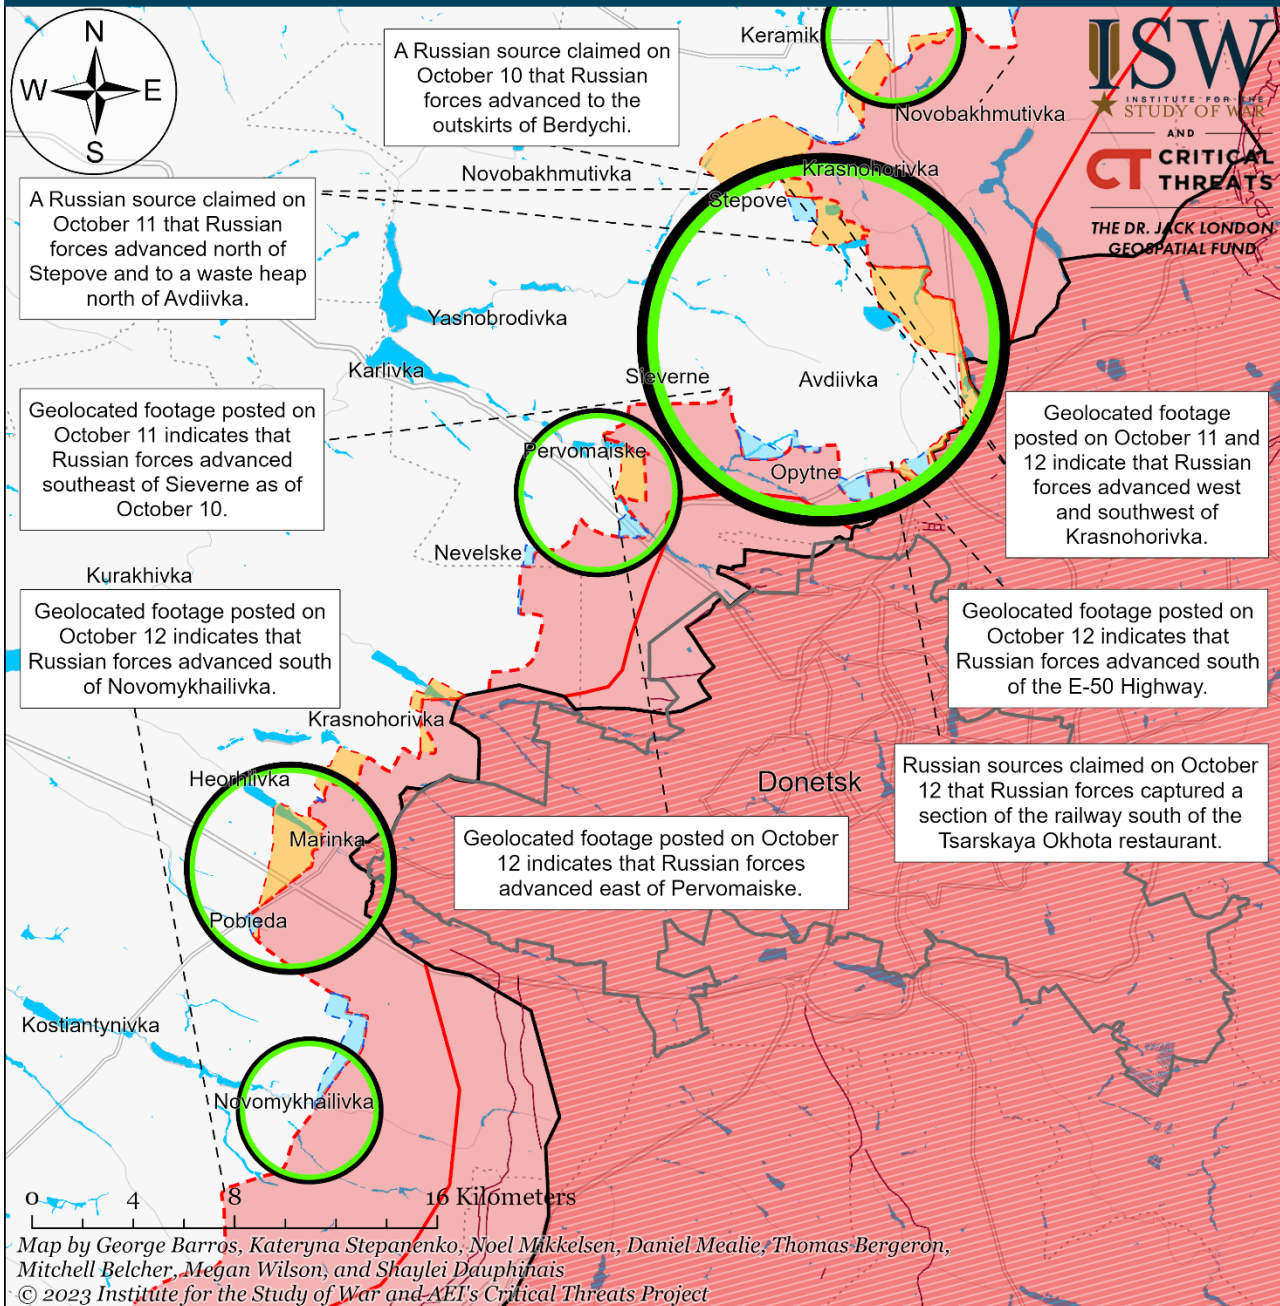 N
W
E
S
A Russian source claimed on
October 10 that Russian
forces advanced to the
outskirts of Berdychi.
Keramik
ISW
INSTITUTE FOR THE
STUDY OF WAR
AND
CT CRITICAL
THREATS
THE DR. JACK LONDON
GEOSPATIAL FUND
Novobakhmutivka
Novobakhmutivka
Krasnohorivka
Stepove
A Russian source claimed on
October 11 that Russian
forces advanced north of
Stepove and to a waste heap
north of Avdiivka.
Yasnobrodivka
Karlivka
Sieverne
Avdiivka
Geolocated footage posted on
October 11 indicates that
Russian forces advanced
southeast of Sieverne as of
October 10.
Pervomaiske
Opytne
Geolocated footage
posted on October 11 and
12 indicate that Russian
forces advanced west
and southwest of
Krasnohorivka.
Nevelske
Kurakhivka
Geolocated footage posted on
October 12 indicates that
Russian forces advanced south
of Novomykhailivka.
Geolocated footage posted on
October 12 indicates that
Russian forces advanced south
of the E-50 Highway.
Krasnohorivka
Heorhiivka
Marinka
Donetsk
Russian sources claimed on October
12 that Russian forces captured a
section of the railway south of the
Tsarskaya Okhota restaurant.
Geolocated footage posted on October
12 indicates that Russian forces
advanced east of Pervomaiske.
Pobieda
Kostiantynivka
Novomykhailivka
0 4 8 16 Kilometers
Map by George Barros, Kateryna Stepanenko, Noel Mikkelsen, Daniel Mealie, Thomas Bergeron,
Mitchell Belcher, Megan Wilson, and Shaylei Dauphinais
© 2023 Institute for the Study of War and AEI's Critical Threats Project